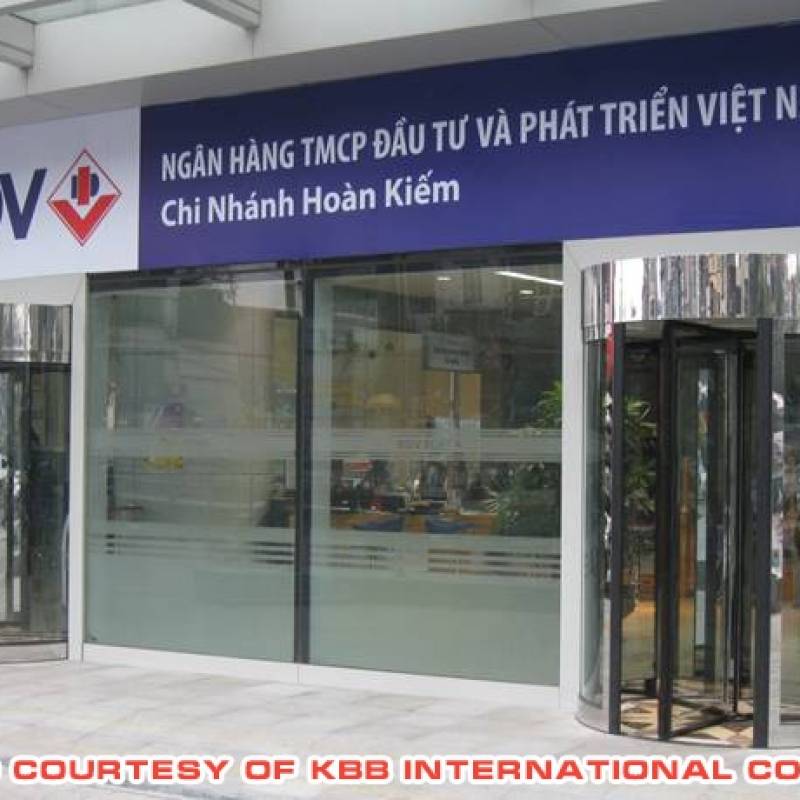 DV
NGÂN HÀNG TMCP ĐẦU TƯ VÀ PHÁT TRIỂN VIỆT N
Chi Nhánh Hoàn Kiếm
COURTESY OF KBB INTERNATIONAL CO